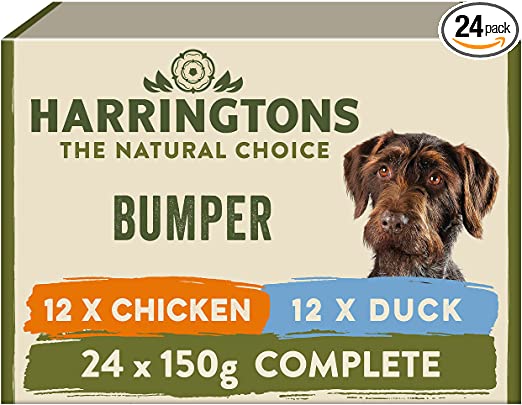 24
pack
HARRINGTONS
THE NATURAL CHOICE
BUMPER
12 X CHICKEN 12 X DUCK
24 x 150g COMPLETE